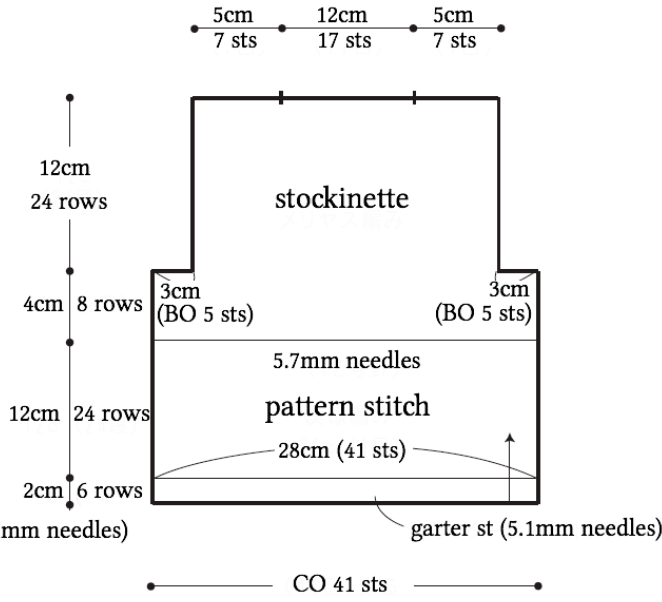 5cm 12cm 5cm
7 sts 17 sts 7 sts
12cm
24 rows
stockinette
3cm
(BO 5 sts)
3cm
(BO 5 sts)
4cm 8 rows
5.7mm needles
12cm 24 rows
pattern stitch
28cm (41 sts)
2cm 6 rows
mm needles)
garter st (5.1mm needles)
CO 41 sts